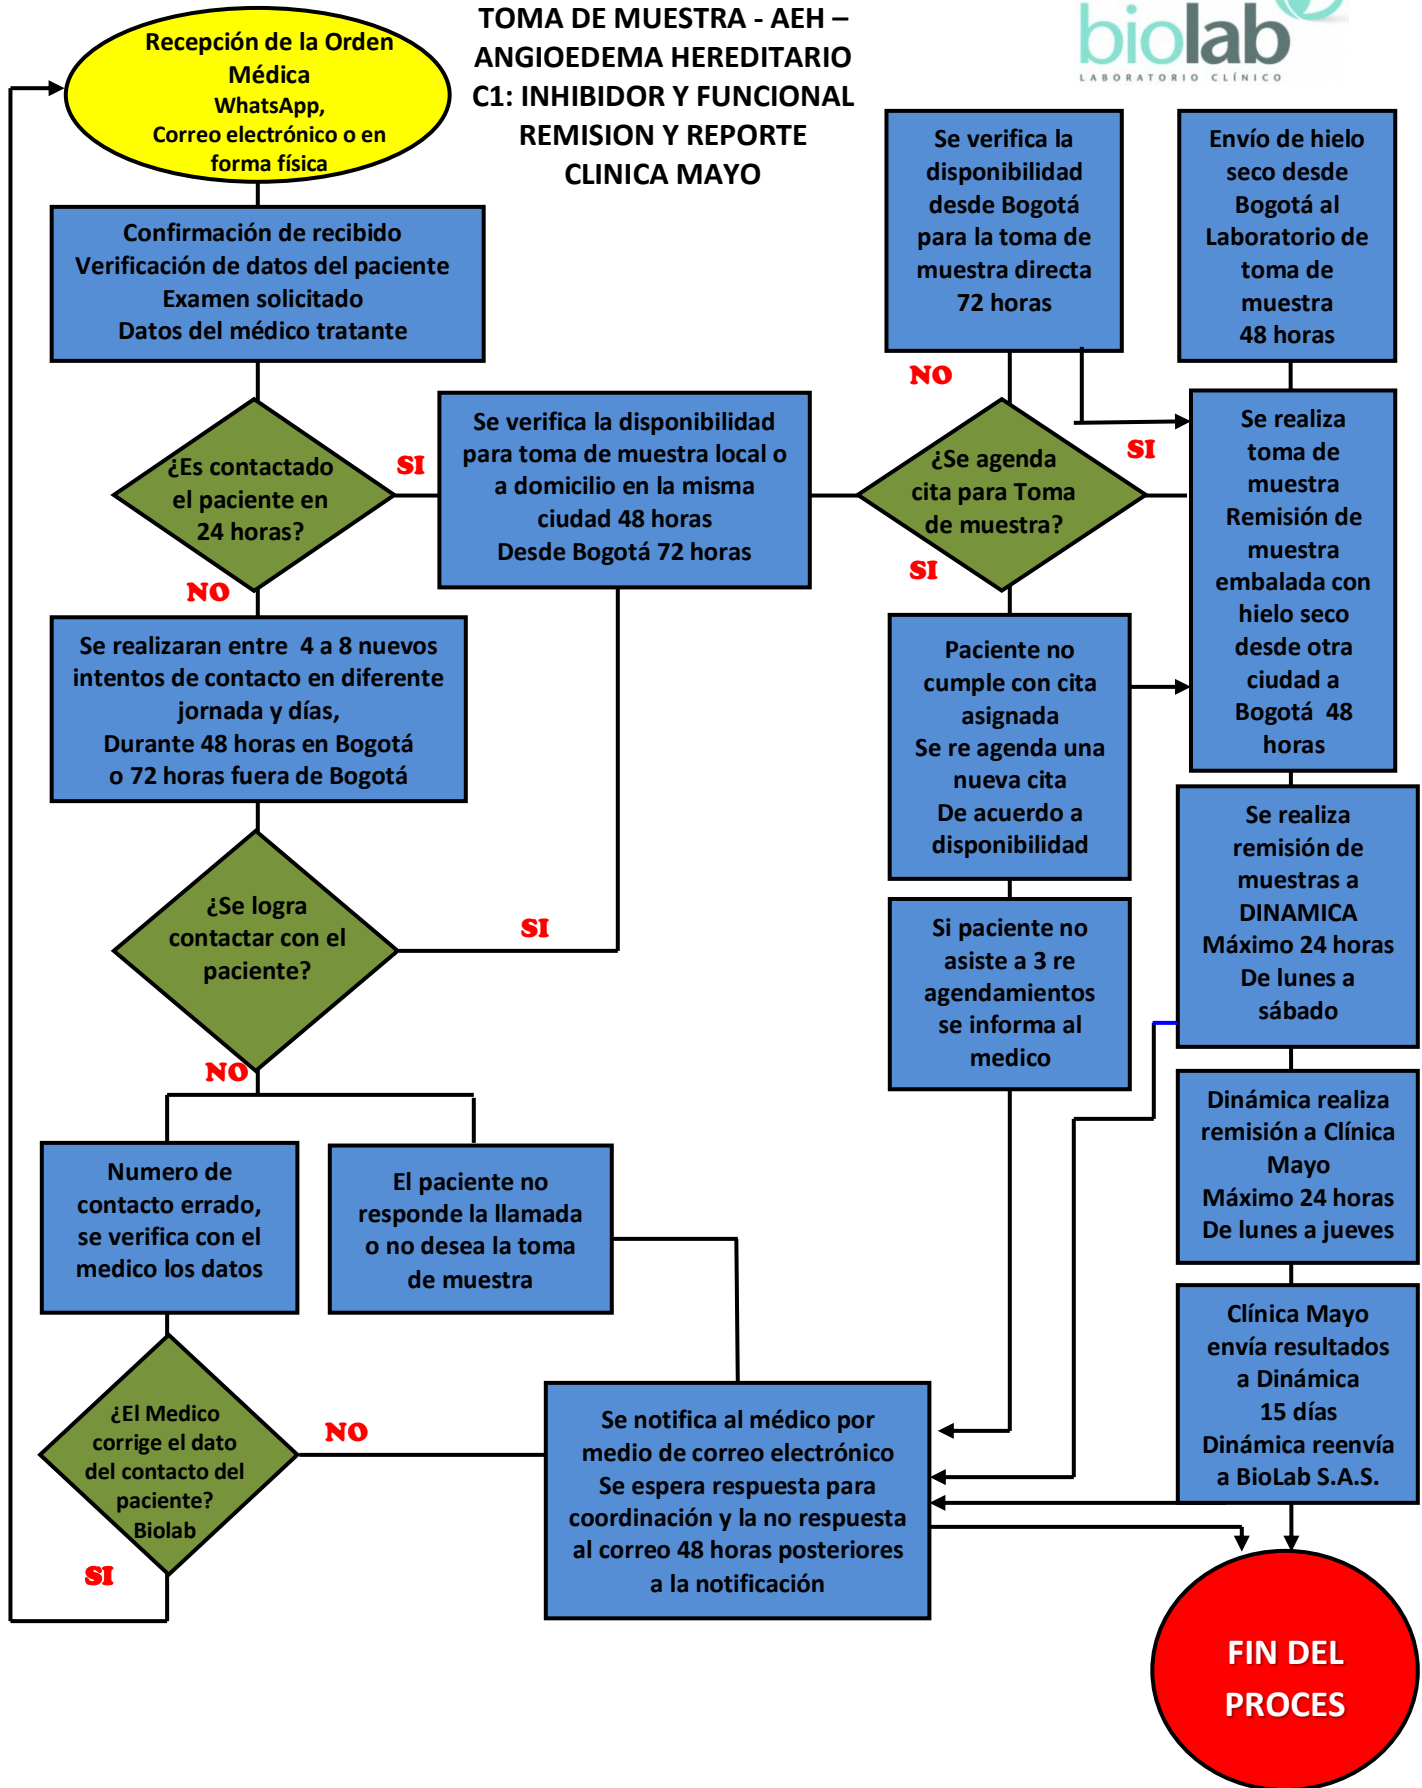 TOMA DE MUESTRA - AEH –
ANGIOEDEMA HEREDITARIO
C1: INHIBIDOR Y FUNCIONAL
REMISION Y REPORTE
CLINICA MAYO
biolab
LABORATORIO CLÍNICO
Recepción de la Orden
Médica
WhatsApp,
Correo electrónico o en
forma física
Confirmación de recibido
Verificación de datos del paciente
Examen solicitado
Datos del médico tratante
¿Es contactado
el paciente en
24 horas?
SI
NO
Se verifica la disponibilidad
para toma de muestra local o
a domicilio en la misma
ciudad 48 horas
Desde Bogotá 72 horas
Se realizaran entre 4 a 8 nuevos
intentos de contacto en diferente
jornada y días,
Durante 48 horas en Bogotá
o 72 horas fuera de Bogotá
¿Se logra
contactar con el
paciente?
SI
NO
Numero de
contacto errado,
se verifica con el
medico los datos
El paciente no
responde la llamada
o no desea la toma
de muestra
¿El Medico
corrige el dato
del contacto del
paciente?
Biolab
NO
SI
Se verifica la
disponibilidad
desde Bogotá
para la toma de
muestra directa
72 horas
NO
¿Se agenda
cita para Toma
de muestra?
SI
SI
Paciente no
cumple con cita
asignada
Se re agenda una
nueva cita
De acuerdo a
disponibilidad
Si paciente no
asiste a 3 re
agendamientos
se informa al
medico
Se notifica al médico por
medio de correo electrónico
Se espera respuesta para
coordinación y la no respuesta
al correo 48 horas posteriores
a la notificación
Envío de hielo
seco desde
Bogotá al
Laboratorio de
toma de
muestra
48 horas
Se realiza
toma de
muestra
Remisión de
muestra
embalada con
hielo seco
desde otra
ciudad a
Bogotá 48
horas
Se realiza
remisión de
muestras a
DINAMICA
Máximo 24 horas
De lunes a
sábado
Dinámica realiza
remisión a Clínica
Mayo
Máximo 24 horas
De lunes a jueves
Clínica Mayo
envía resultados
a Dinámica
15 días
Dinámica reenvía
a BioLab S.A.S.
FIN DEL
PROCES